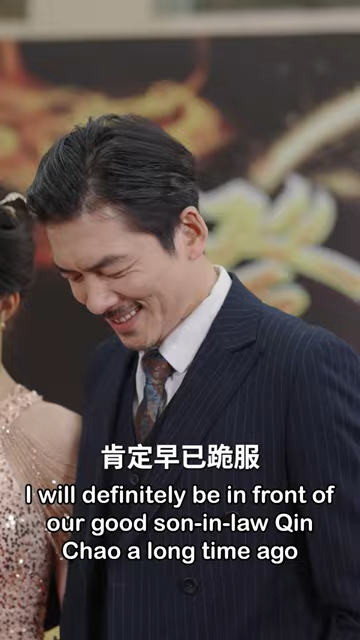 肯定早已跪服
I will definitely be in front of
our good son-in-law Qin
Chao a long time ago